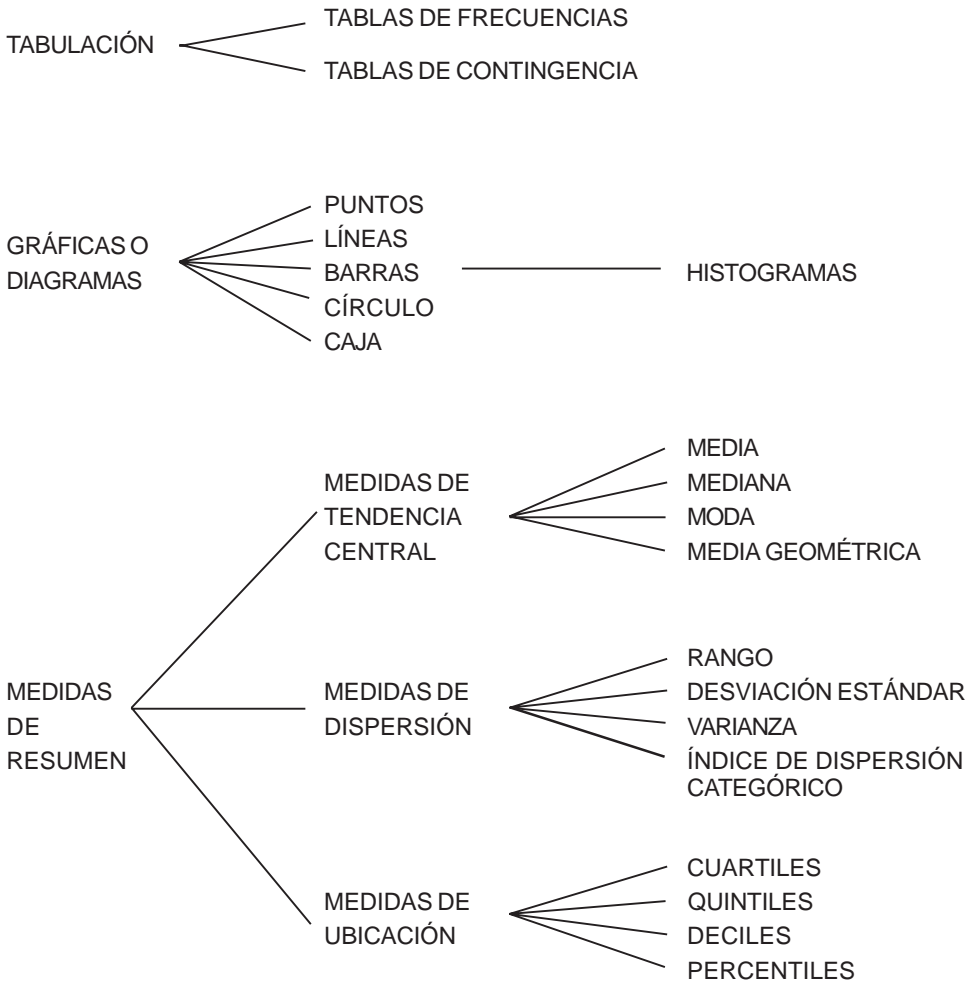 TABULACIÓN
TABLAS DE FRECUENCIAS
TABLAS DE CONTINGENCIA
GRÁFICAS O
DIAGRAMAS
PUNTOS
LÍNEAS
BARRAS
CÍRCULO
CAJA
HISTOGRAMAS
MEDIDAS
DE
RESUMEN
MEDIDAS DE
TENDENCIA
CENTRAL
MEDIA
MEDIANA
MODA
MEDIA GEOMÉTRICA
MEDIDAS DE
DISPERSIÓN
RANGO
DESVIACIÓN ESTÁNDAR
VARIANZA
ÍNDICE DE DISPERSIÓN
CATEGÓRICO
MEDIDAS DE
UBICACIÓN
CUARTILES
QUINTILES
DECILES
PERCENTILES